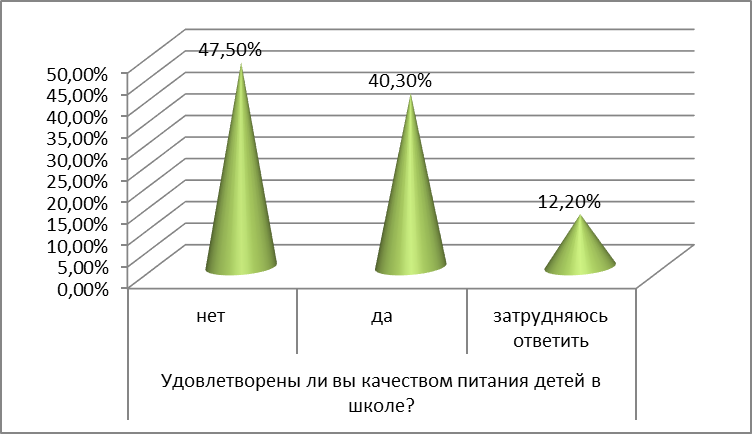 47,50%
40,30%
12,20%
50,00%
45,00%
40,00%
35,00%
30,00%
25,00%
20,00%
15,00%
10,00%
5,00%
0,00%
нет
да
затрудняюсь
ответить
Удовлетворены ли вы качеством питания детей в
школе?